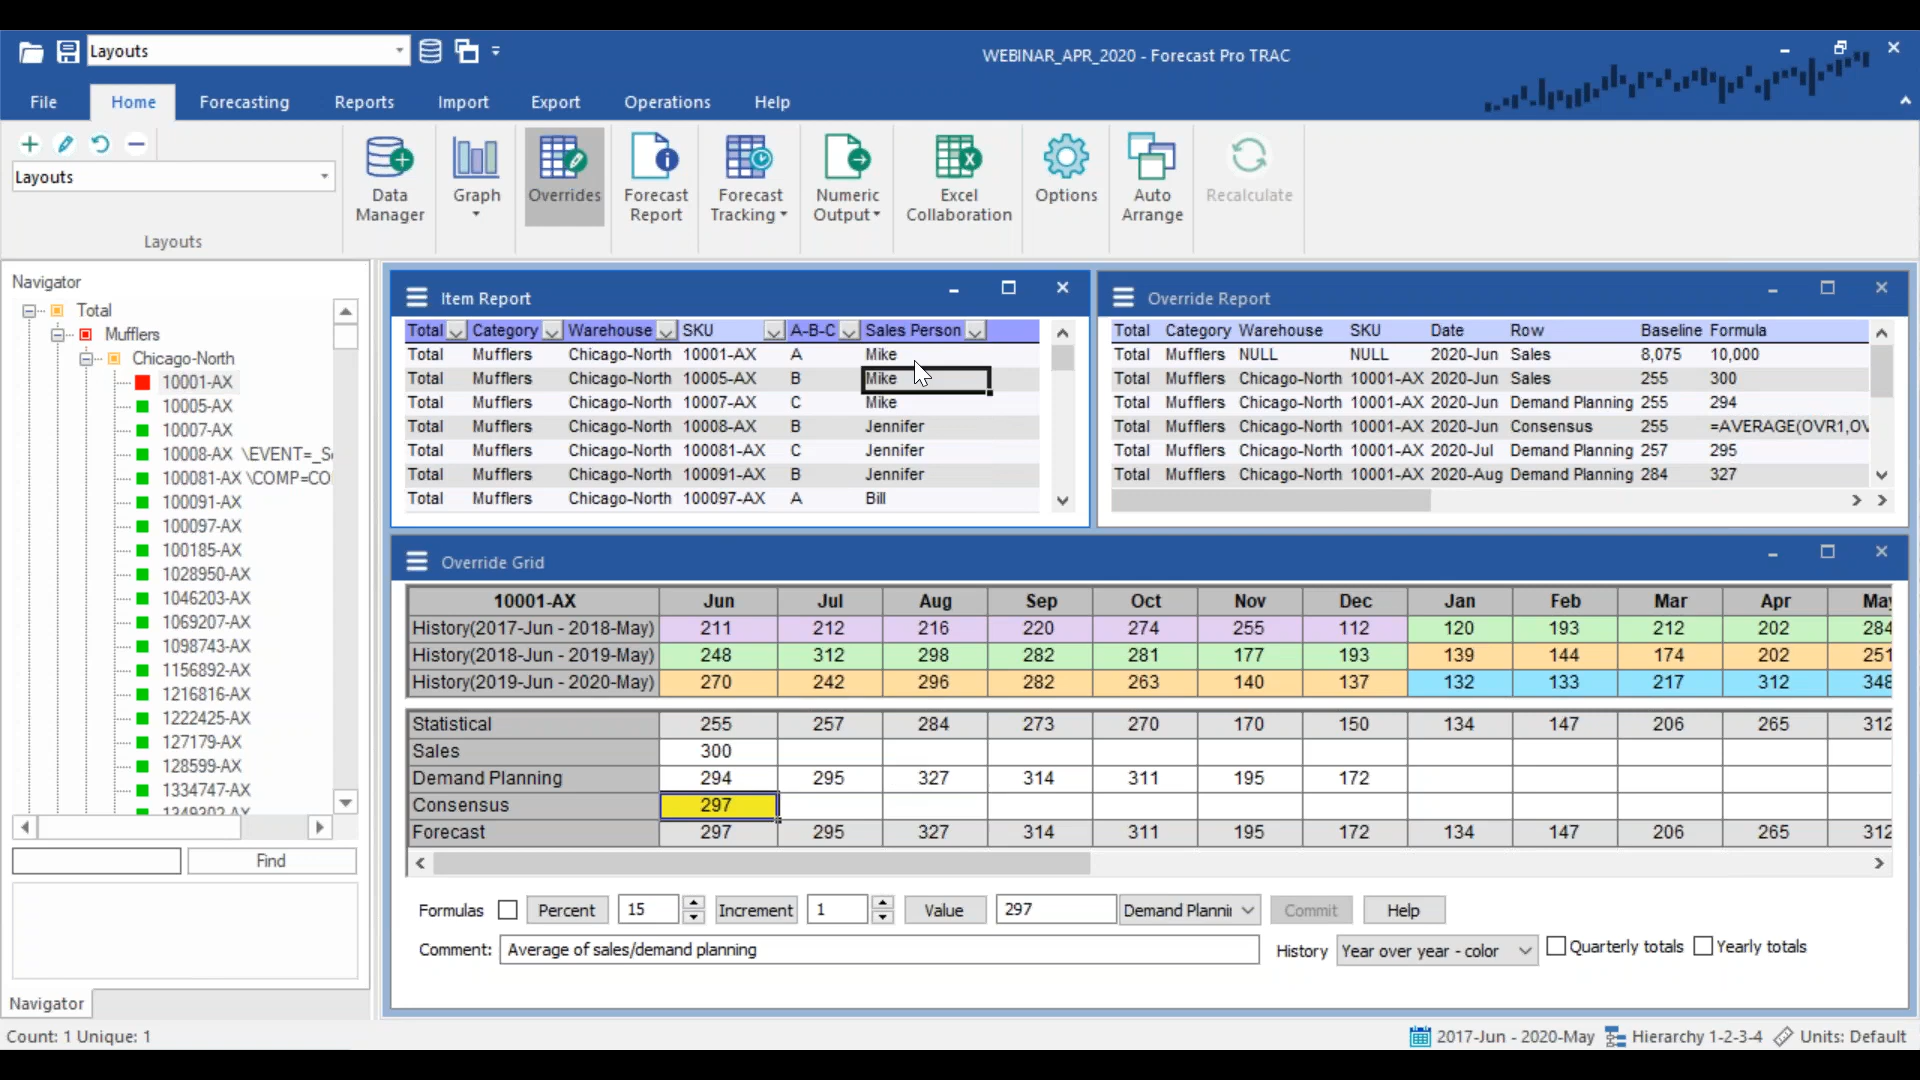 Layouts
WEBINAR_APR_2020 - Forecast Pro TRAC
File Home Forecasting Reports Import Export Operations Help
Layouts
Layouts
Data Manager
Graph
Overrides
Forecast Report
Forecast Tracking
Numeric Output
Excel Collaboration
Options
Auto Arrange
Recalculate
Navigator
Total
Mufflers
Chicago-North
10001-AX
10005-AX
10007-AX
10008-AX \EVENT=_S
100081-AX \COMP=CO
100091-AX
100097-AX
100185-AX
1028950-AX
1046203-AX
1069207-AX
1098743-AX
1156892-AX
1216816-AX
1222425-AX
127179-AX
128599-AX
1334747-AX
1349302-AX
Find
Navigator
Item Report
Total Category Warehouse SKU A-B-C Sales Person
Total Mufflers Chicago-North 10001-AX A Mike
Total Mufflers Chicago-North 10005-AX B Mike
Total Mufflers Chicago-North 10007-AX C Mike
Total Mufflers Chicago-North 10008-AX B Jennifer
Total Mufflers Chicago-North 100081-AX C Jennifer
Total Mufflers Chicago-North 100091-AX B Jennifer
Total Mufflers Chicago-North 100097-AX A Bill
Override Report
Total Category Warehouse SKU Date Row Baseline Formula
Total Mufflers NULL NULL 2020-Jun Sales 8,075 10,000
Total Mufflers Chicago-North 10001-AX 2020-Jun Sales 255 300
Total Mufflers Chicago-North 10001-AX 2020-Jun Demand Planning 255 294
Total Mufflers Chicago-North 10001-AX 2020-Jun Consensus 255 =AVERAGE(OVR1,OV
Total Mufflers Chicago-North 10001-AX 2020-Jul Demand Planning 257 295
Total Mufflers Chicago-North 10001-AX 2020-Aug Demand Planning 284 327
Override Grid
10001-AX Jun Jul Aug Sep Oct Nov Dec Jan Feb Mar Apr May
History(2017-Jun - 2018-May) 211 212 216 220 274 255 112 120 193 212 202 284
History(2018-Jun - 2019-May) 248 312 298 282 281 177 193 139 144 174 202 251
History(2019-Jun - 2020-May) 270 242 296 282 263 140 137 132 133 217 312 348
Statistical 255 257 284 273 270 170 150 134 147 206 265 312
Sales 300
Demand Planning 294 295 327 314 311 195 172
Consensus 297
Forecast 297 295 327 314 311 195 172 134 147 206 265 312
Formulas Percent 15 Increment 1 Value 297 Demand Planni Commit Help
Comment: Average of sales/demand planning History Year over year - color Quarterly totals Yearly totals
Count: 1 Unique: 1
2017-Jun - 2020-May Hierarchy 1-2-3-4 Units: Default